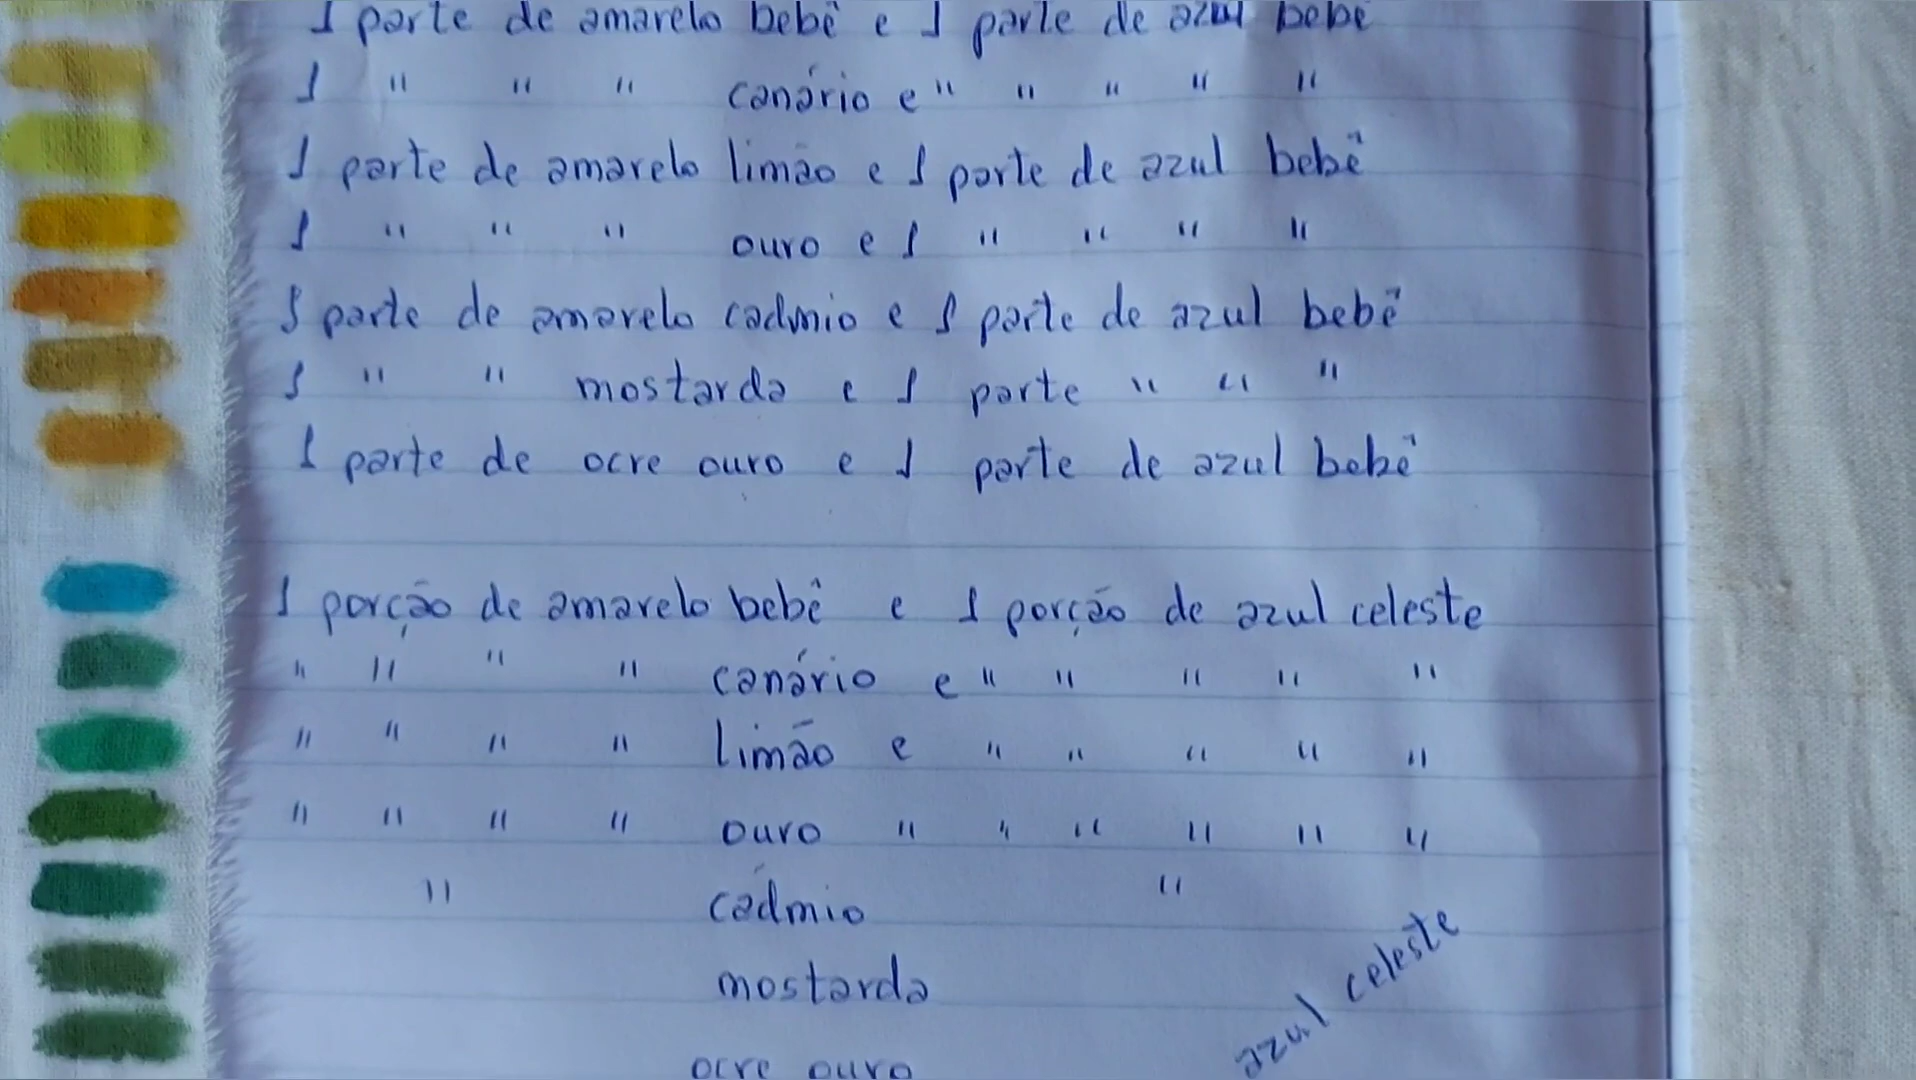 1 parte de amarelo bebê e 1 parte de azul bebê
1 " " " canário e " " " " "
1 parte de amarelo limão e 1 parte de azul bebê
1 " " " ouro e 1 " " " "
1 parte de amarelo cádmio e 1 parte de azul bebê
1 " " mostarda e 1 parte " " "
1 parte de ocre ouro e 1 parte de azul bebê
1 porção de amarelo bebê e 1 porção de azul celeste
" " " " canário e " " " " "
" " " " limão e " " " " "
" " " " ouro " " " " " "
" cádmio "
mostarda
azul celeste
ocre ouro